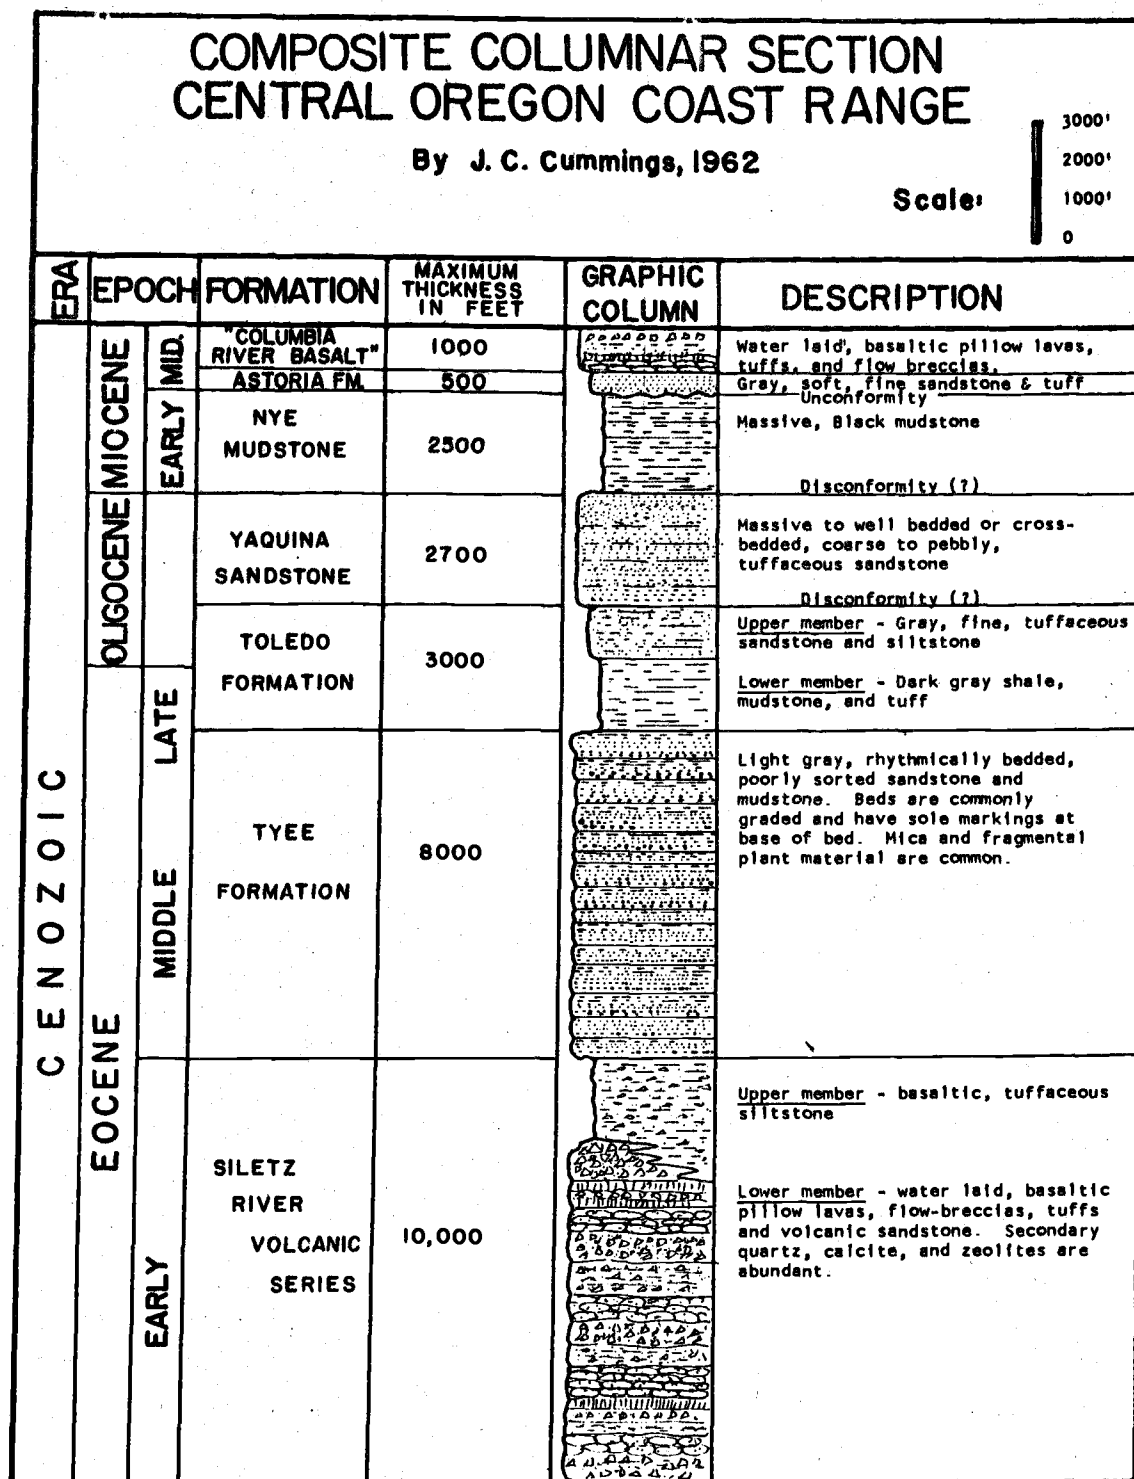 COMPOSITE COLUMNAR SECTION
CENTRAL OREGON COAST RANGE
By J. C. Cummings, 1962
Scale:
3000'
2000'
1000'
0
ERA
EPOCH
FORMATION
MAXIMUM
THICKNESS
IN FEET
GRAPHIC
COLUMN
DESCRIPTION
CENOZOIC
MIOCENE
MID.
"COLUMBIA
RIVER BASALT"
1000
Water laid, basaltic pillow lavas,
tuffs, and flow breccias.
ASTORIA FM.
500
Gray, soft, fine sandstone & tuff
Unconformity
EARLY
NYE
MUDSTONE
2500
Massive, Black mudstone
Disconformity (?)
OLIGOCENE
YAQUINA
SANDSTONE
2700
Massive to well bedded or cross-
bedded, coarse to pebbly,
tuffaceous sandstone
Disconformity (?)
TOLEDO
FORMATION
3000
Upper member - Gray, fine, tuffaceous
sandstone and siltstone
Lower member - Dark gray shale,
mudstone, and tuff
EOCENE
LATE
MIDDLE
TYEE
FORMATION
8000
Light gray, rhythmically bedded,
poorly sorted sandstone and
mudstone. Beds are commonly
graded and have sole markings at
base of bed. Mica and fragmental
plant material are common.
EARLY
SILETZ
RIVER
VOLCANIC
SERIES
10,000
Upper member - basaltic, tuffaceous
siltstone
Lower member - water laid, basaltic
pillow lavas, flow-breccias, tuffs
and volcanic sandstone. Secondary
quartz, calcite, and zeolites are
abundant.